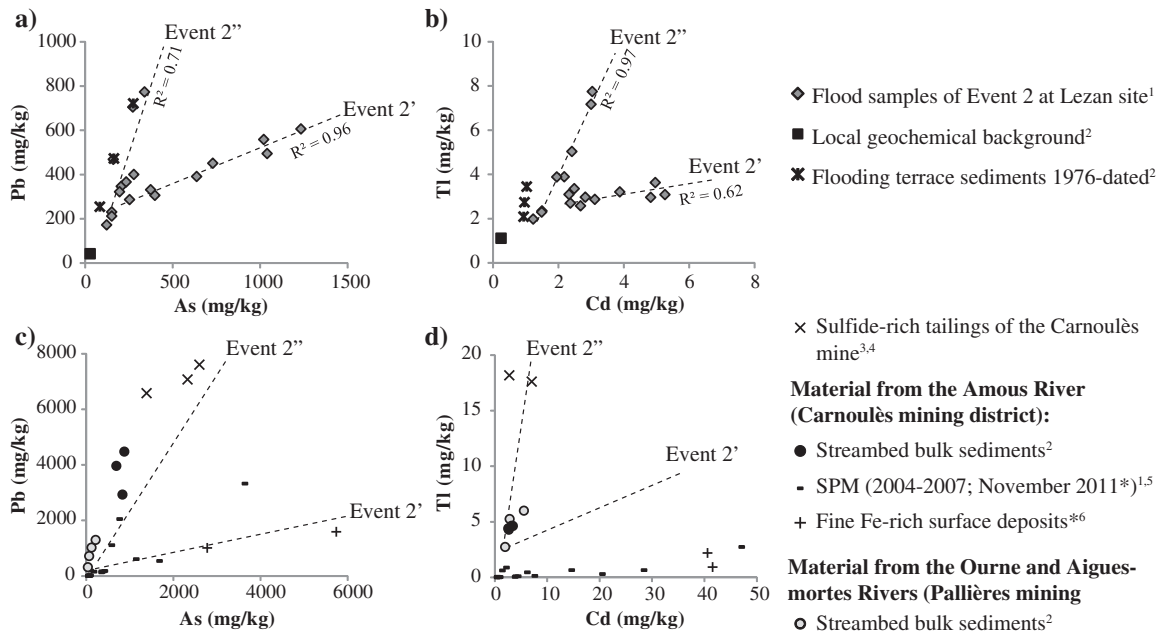 a)
Event 2”
R² = 0.71
Event 2’
R² = 0.96
Pb (mg/kg)
1000
800
600
400
200
0
0 500 1000 1500
As (mg/kg)
b)
Event 2”
R² = 0.97
Event 2’
R² = 0.62
Tl (mg/kg)
10
8
6
4
2
0
0 2 4 6 8
Cd (mg/kg)
Flood samples of Event 2 at Lezan site¹
Local geochemical background²
Flooding terrace sediments 1976-dated²
c)
Event 2”
Event 2’
Pb (mg/kg)
8000
6000
4000
2000
0
0 2000 4000 6000
As (mg/kg)
d)
Event 2”
Event 2’
Tl (mg/kg)
20
15
10
5
0
0 10 20 30 40 50
Cd (mg/kg)
Sulfide-rich tailings of the Carnoulès
mine³,⁴
Material from the Amous River
(Carnoulès mining district):
Streambed bulk sediments²
SPM (2004-2007; November 2011*)¹,⁵
Fine Fe-rich surface deposits*⁶
Material from the Ourne and Aigues-
mortes Rivers (Pallières mining
Streambed bulk sediments²